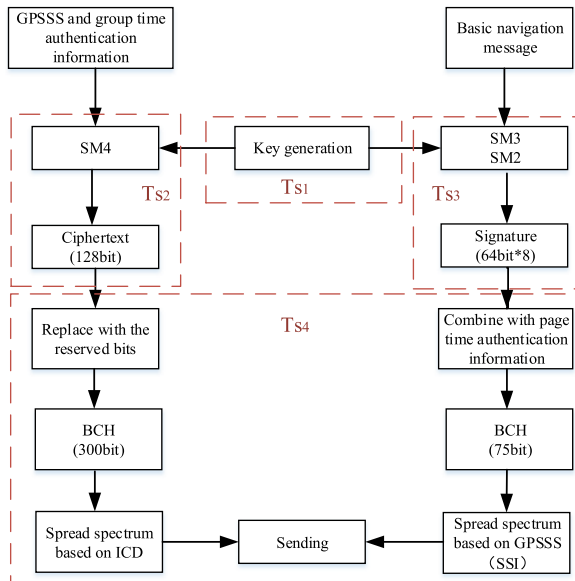 GPSSS and group time
authentication
information
Basic navigation
message
SM4
Key generation
SM3
SM2
Ts2
Ts1
Ts3
Ciphertext
(128bit)
Signature
(64bit*8)
Ts4
Replace with the
reserved bits
Combine with page
time authentication
information
BCH
(300bit)
BCH
(75bit)
Spread spectrum
based on ICD
Sending
Spread spectrum
based on GPSSS
（SSI）